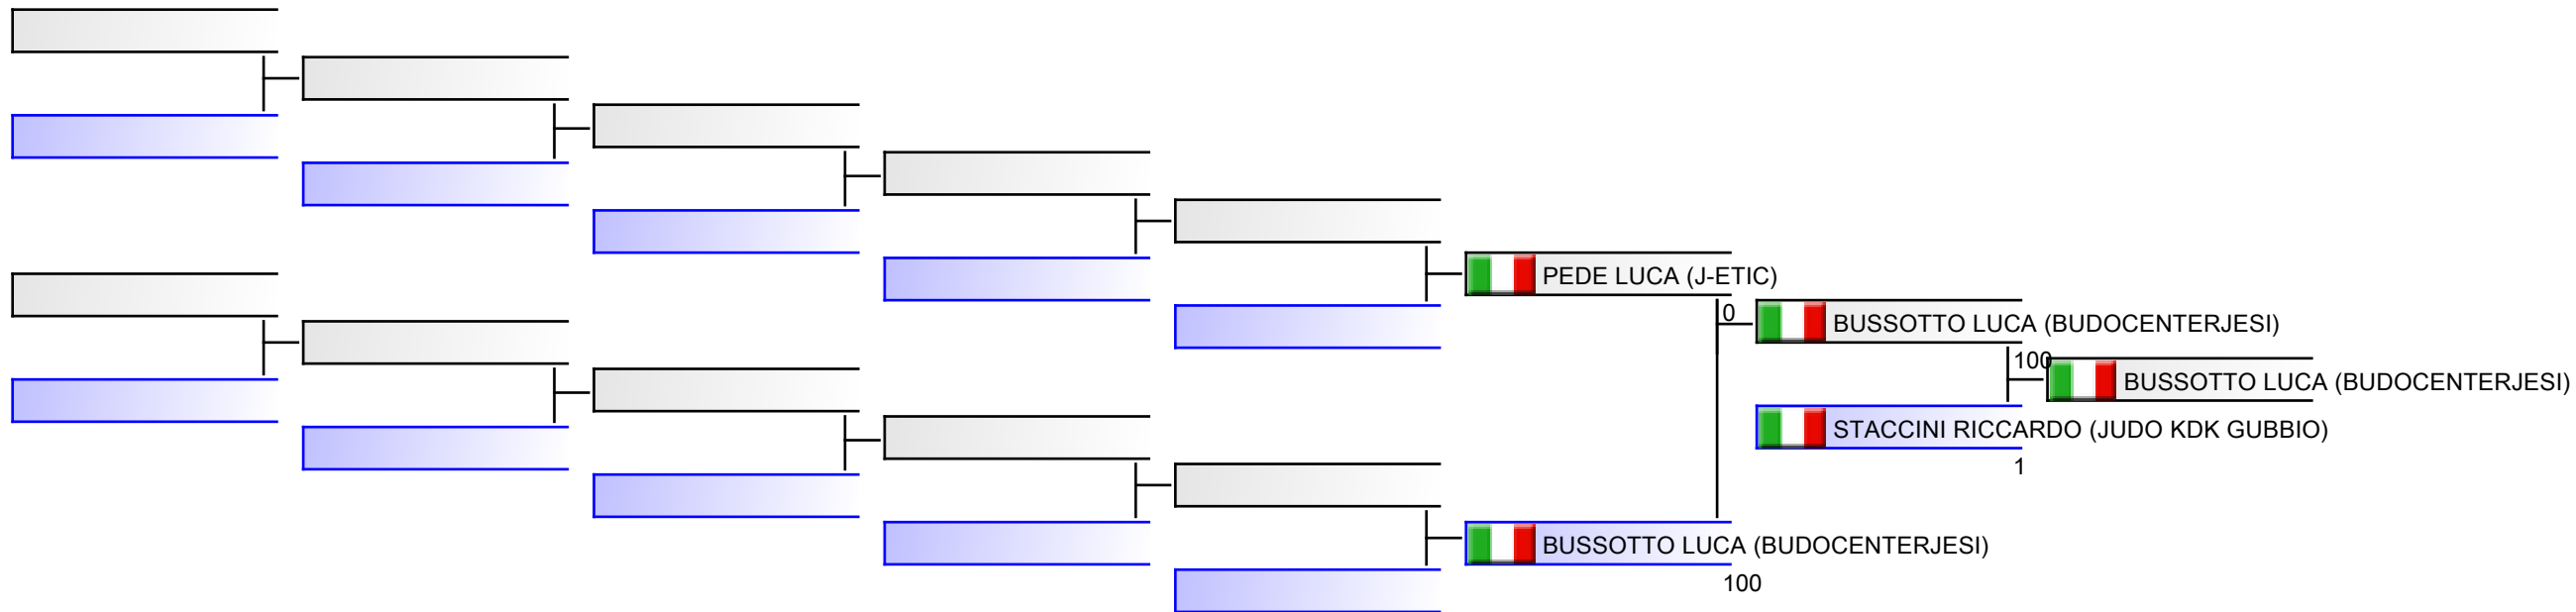 PEDE LUCA (J-ETIC)
0
BUSSOTTO LUCA (BUDOCENTERJESI)
100
BUSSOTTO LUCA (BUDOCENTERJESI)
STACCINI RICCARDO (JUDO KDK GUBBIO)
1
BUSSOTTO LUCA (BUDOCENTERJESI)
100